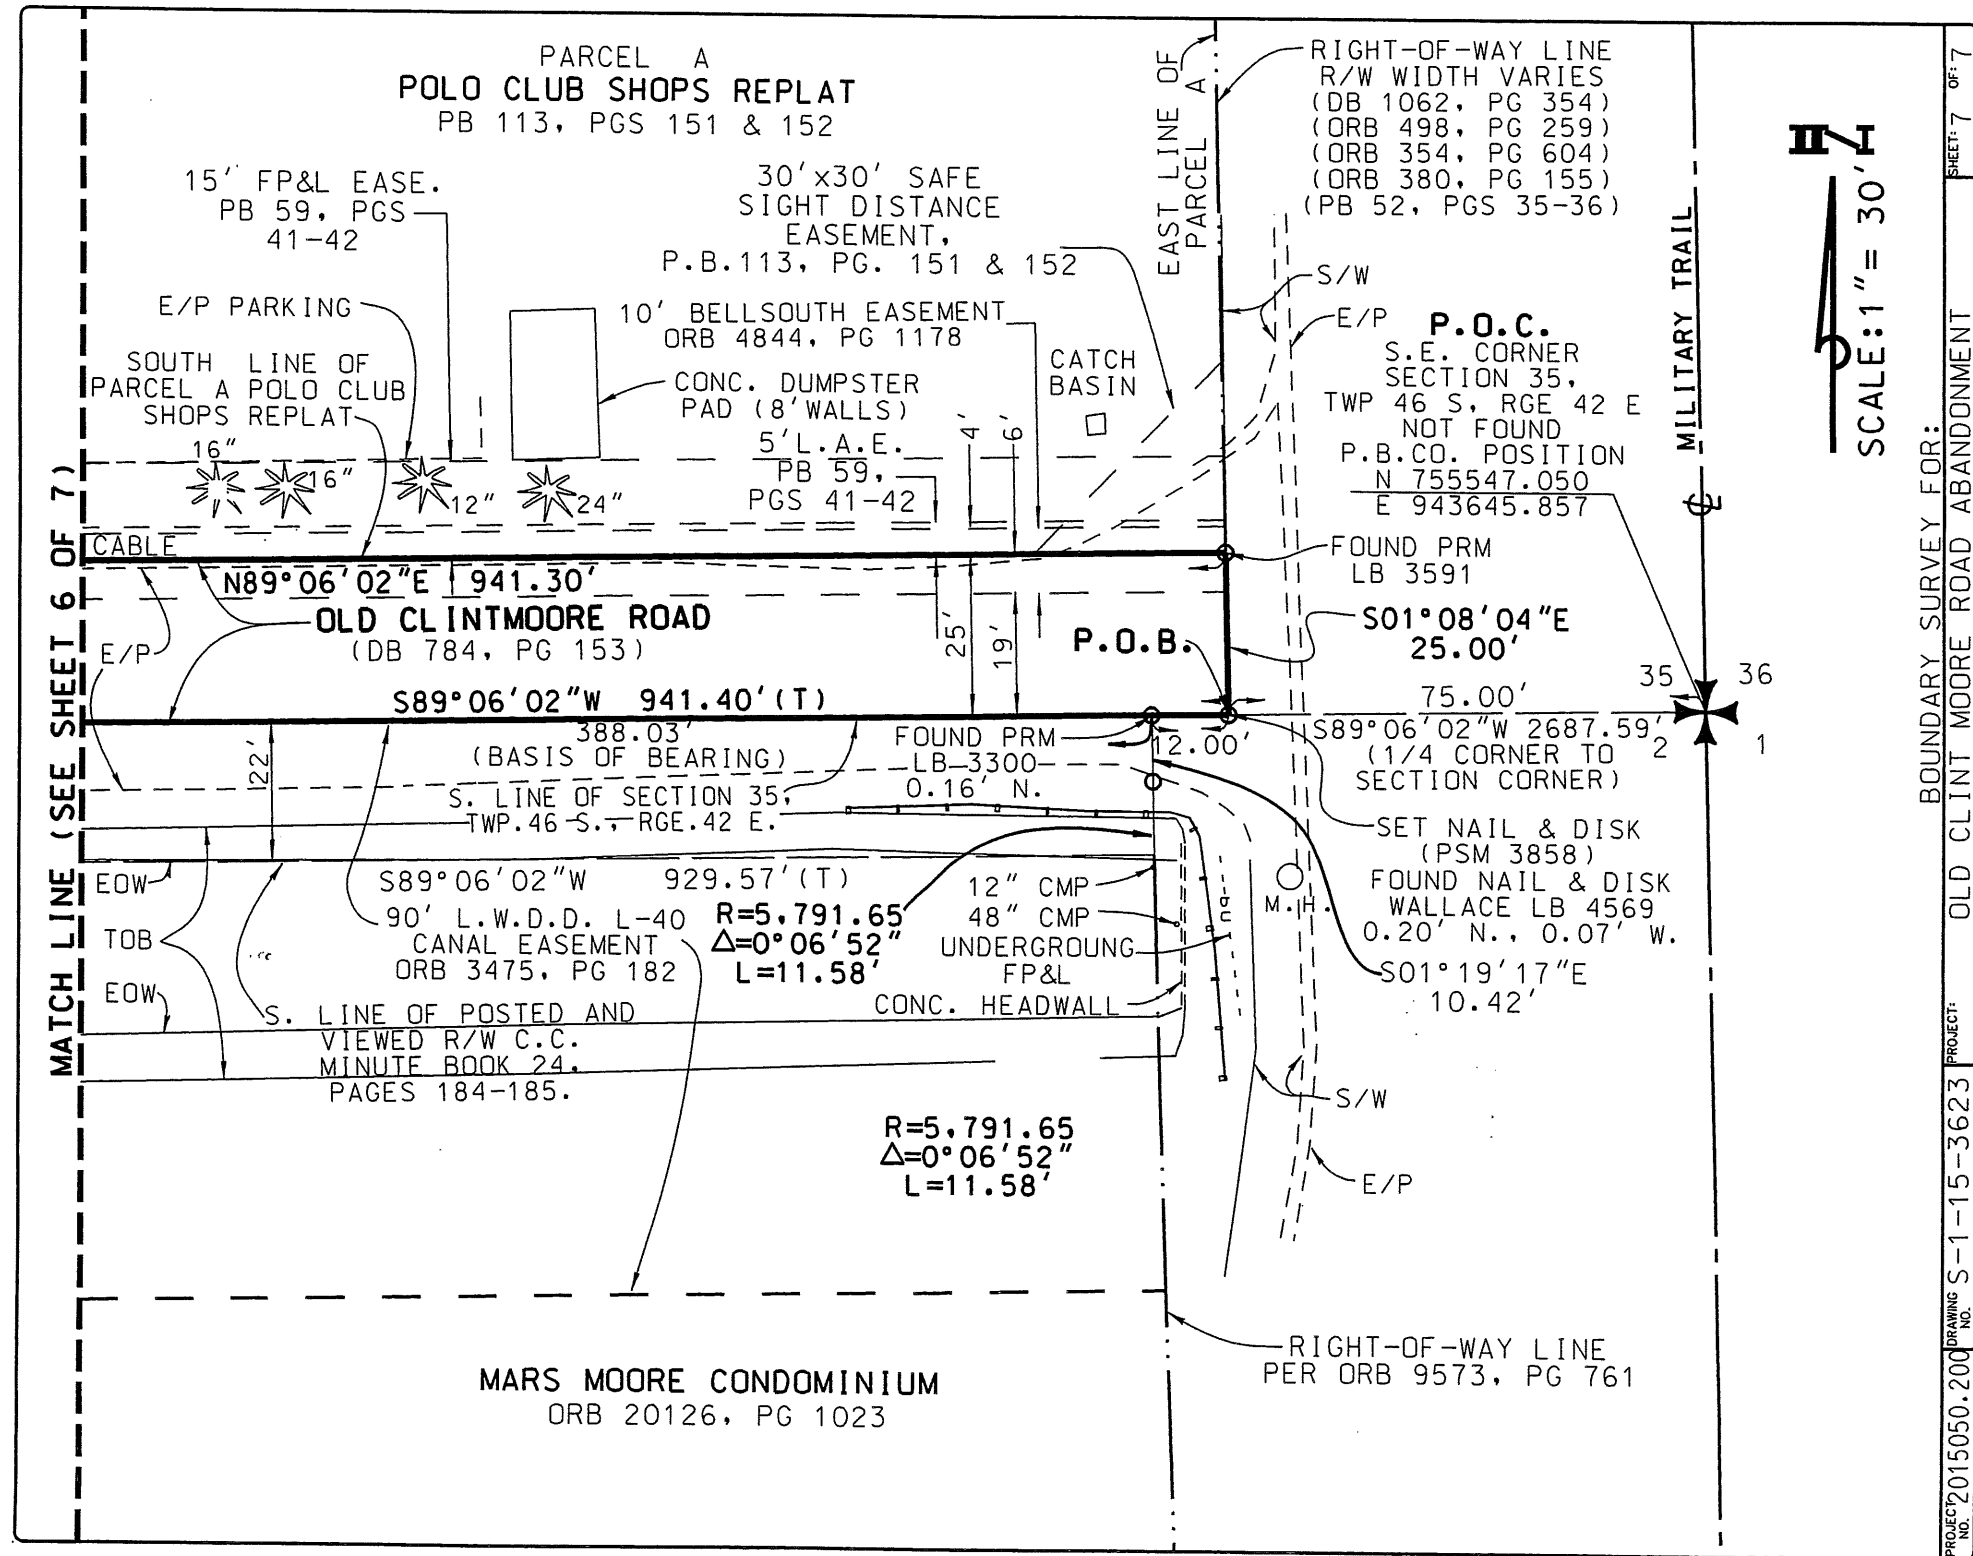 PARCEL A
POLO CLUB SHOPS REPLAT
PB 113, PGS 151 & 152
15' FP&L EASE.
PB 59, PGS
41-42
30'x30' SAFE
SIGHT DISTANCE
EASEMENT,
P.B.113, PG. 151 & 152
EAST LINE OF
PARCEL A
RIGHT-OF-WAY LINE
R/W WIDTH VARIES
(DB 1062, PG 354)
(ORB 498, PG 259)
(ORB 354, PG 604)
(ORB 380, PG 155)
(PB 52, PGS 35-36)
E/P PARKING
10' BELLSOUTH EASEMENT
ORB 4844, PG 1178
S/W
E/P
SOUTH LINE OF
PARCEL A POLO CLUB
SHOPS REPLAT
CONC. DUMPSTER
PAD (8'WALLS)
CATCH
BASIN
5'L.A.E.
PB 59,
PGS 41-42
4'
6'
16"
16"
12"
24"
P.O.C.
S.E. CORNER
SECTION 35,
TWP 46 S, RGE 42 E
NOT FOUND
P.B.CO. POSITION
N 755547.050
E 943645.857
MILITARY TRAIL
SCALE:1"= 30'
CABLE
N89°06'02"E 941.30'
OLD CLINTMOORE ROAD
(DB 784, PG 153)
E/P
25'
19'
P.O.B.
FOUND PRM
LB 3591
S01°08'04"E
25.00'
S89°06'02"W 941.40'(T)
388.03'
(BASIS OF BEARING)
22'
FOUND PRM
LB 3300
0.16' N.
12.00'
75.00'
S89°06'02"W 2687.59'
(1/4 CORNER TO
SECTION CORNER)
35
36
2
1
S. LINE OF SECTION 35,
TWP.46 S., RGE.42 E.
SET NAIL & DISK
(PSM 3858)
FOUND NAIL & DISK
WALLACE LB 4569
0.20' N., 0.07' W.
EOW
S89°06'02"W 929.57'(T)
90' L.W.D.D. L-40
CANAL EASEMENT
ORB 3475, PG 182
R=5,791.65'
△=0°06'52"
L=11.58'
12" CMP
48" CMP
UNDERGROUNG
FP&L
CONC. HEADWALL
M.H.
S01°19'17"E
10.42'
TOB
EOW
S. LINE OF POSTED AND
VIEWED R/W C.C.
MINUTE BOOK 24.
PAGES 184-185.
S/W
R=5,791.65
△=0°06'52"
L=11.58'
E/P
RIGHT-OF-WAY LINE
PER ORB 9573, PG 761
MARS MOORE CONDOMINIUM
ORB 20126, PG 1023
MATCH LINE (SEE SHEET 6 OF 7)
SHEET: 7 OF: 7
BOUNDARY SURVEY FOR:
OLD CLINT MOORE ROAD ABANDONMENT
PROJECT:
DRAWING NO. S-1-15-3623
PROJECT NO. 2015050.200